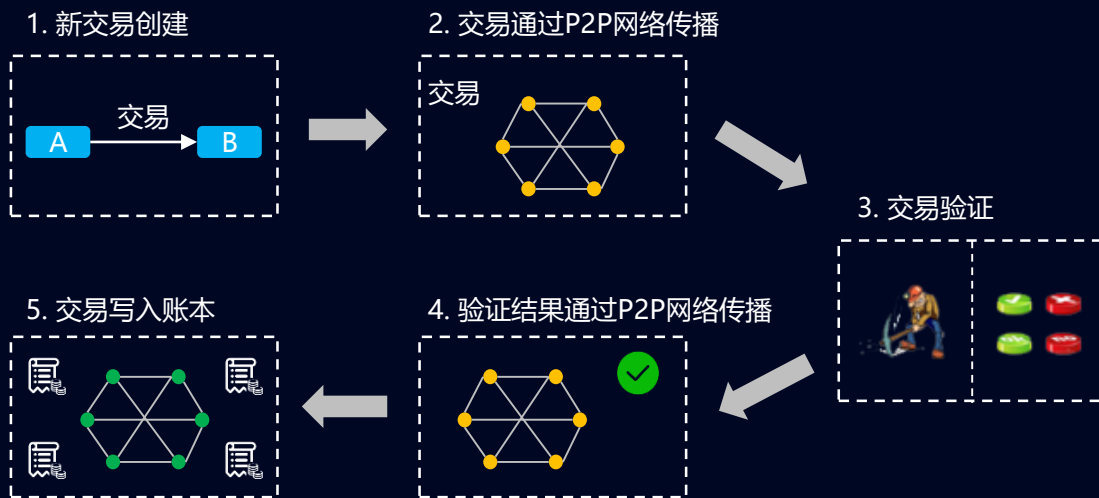 1. 新交易创建
交易
A
B
2. 交易通过P2P网络传播
交易
3. 交易验证
4. 验证结果通过P2P网络传播
5. 交易写入账本